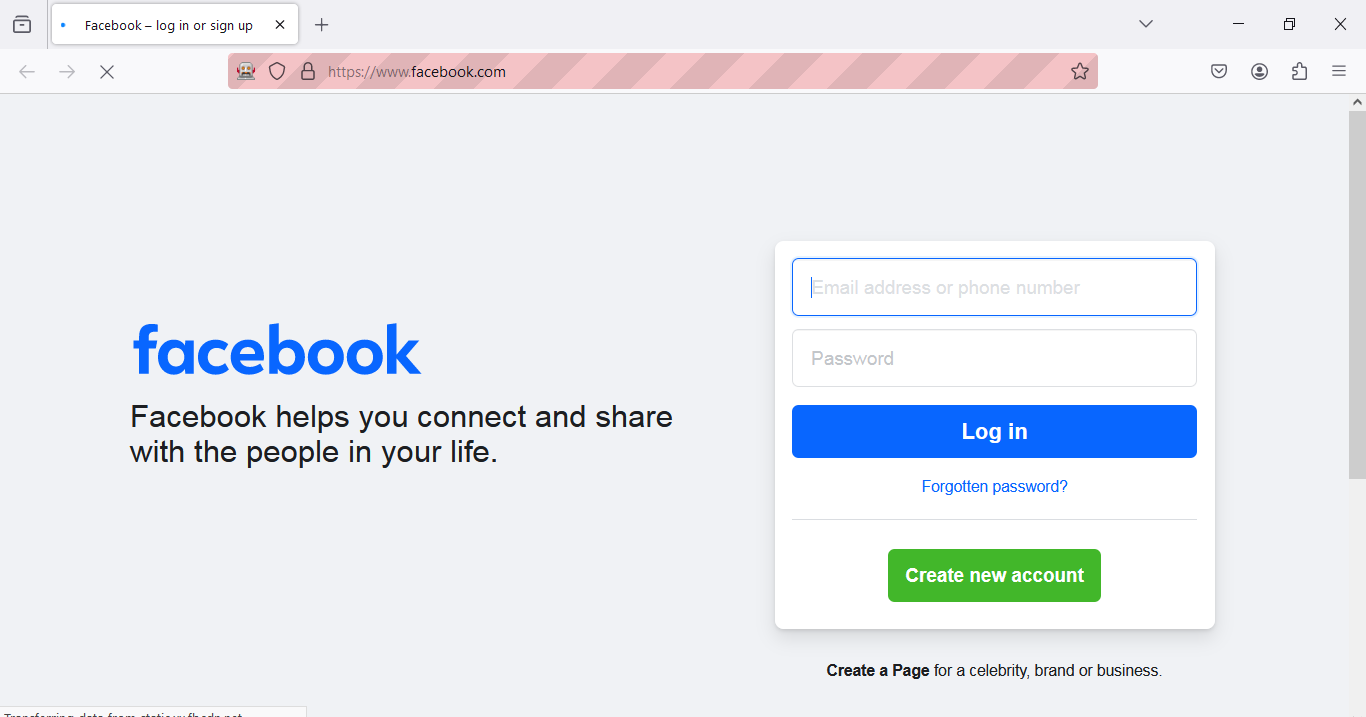 Facebook – log in or sign up
https://www.facebook.com
facebook
Facebook helps you connect and share
with the people in your life.
Email address or phone number
Password
Log in
Forgotten password?
Create new account
Create a Page for a celebrity, brand or business.
Transferring data from static.xx.fbcdn.net…